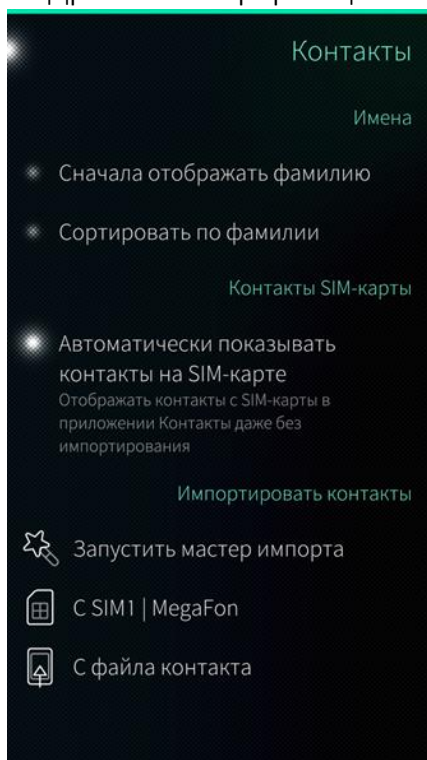 Контакты
Имена
Сначала отображать фамилию
Сортировать по фамилии
Контакты SIM-карты
Автоматически показывать
контакты на SIM-карте
Отображать контакты с SIM-карты в
приложении Контакты даже без
импортирования
Импортировать контакты
Запустить мастер импорта
С SIM1 | MegaFon
С файла контакта